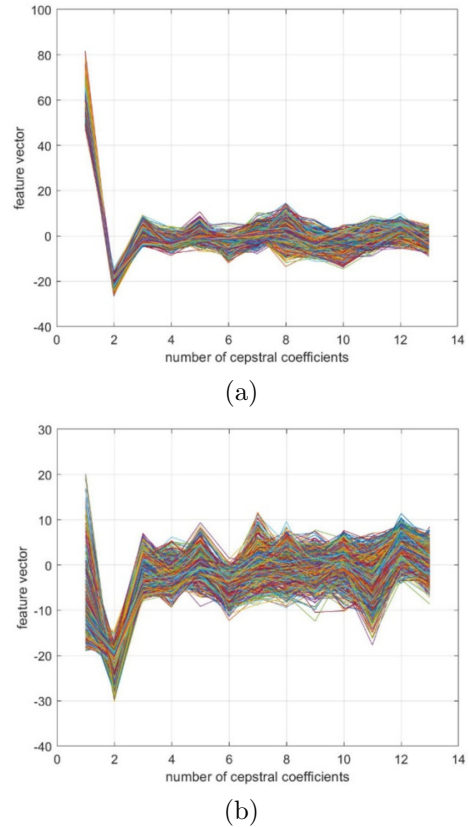 100
80
60
40
20
0
-20
-40
feature vector
0 2 4 6 8 10 12 14
number of cepstral coefficients
(a)
30
20
10
0
-10
-20
-30
-40
feature vector
0 2 4 6 8 10 12 14
number of cepstral coefficients
(b)